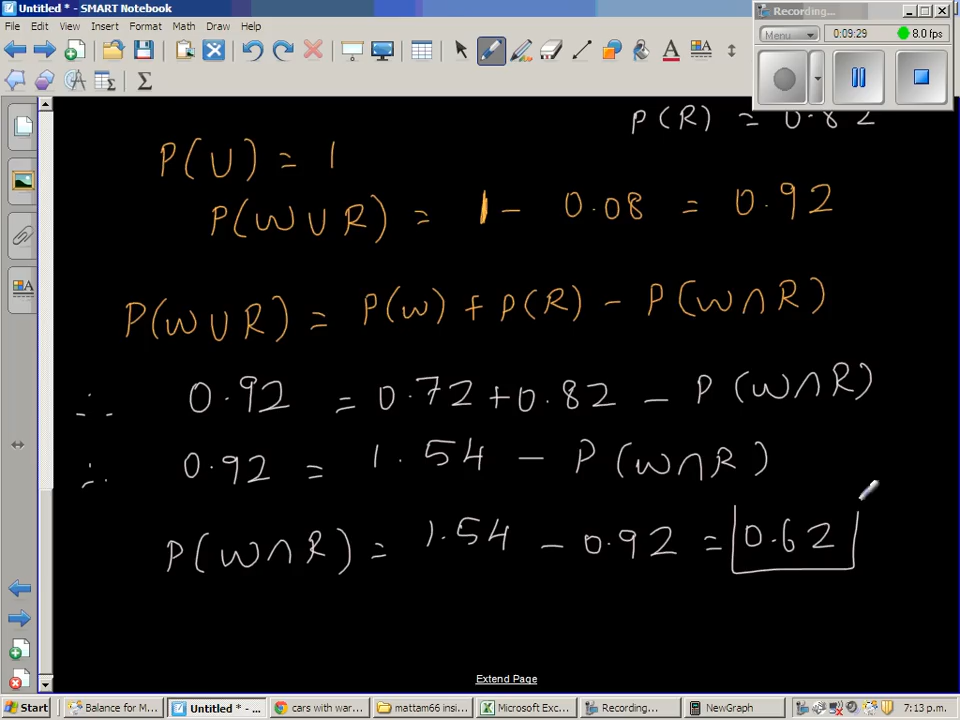 Untitled * - SMART Notebook
Recording...
File Edit View Insert Format Math Tablet Help
Menu 0:09:29 8.0 fps
P(R) = 0.82
P(U) = 1
P(W∪R) = 1 - 0.08 = 0.92
P(W∪R) = P(W) + P(R) - P(W∩R)
∴ 0.92 = 0.72 + 0.82 - P(W∩R)
∴ 0.92 = 1.54 - P(W∩R)
P(W∩R) = 1.54 - 0.92 = 0.62
Extend Page
Start Balance for M... Untitled * - ... cars with war... mattam66 insi... Microsoft Exc... Recording... NewGraph 7:13 p.m.